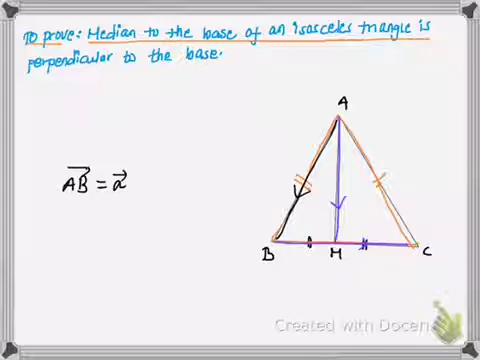 To prove: Median to the base of an isosceles triangle is
perpendicular to the base.
A
AB = a
B
M
C
Created with Doceri